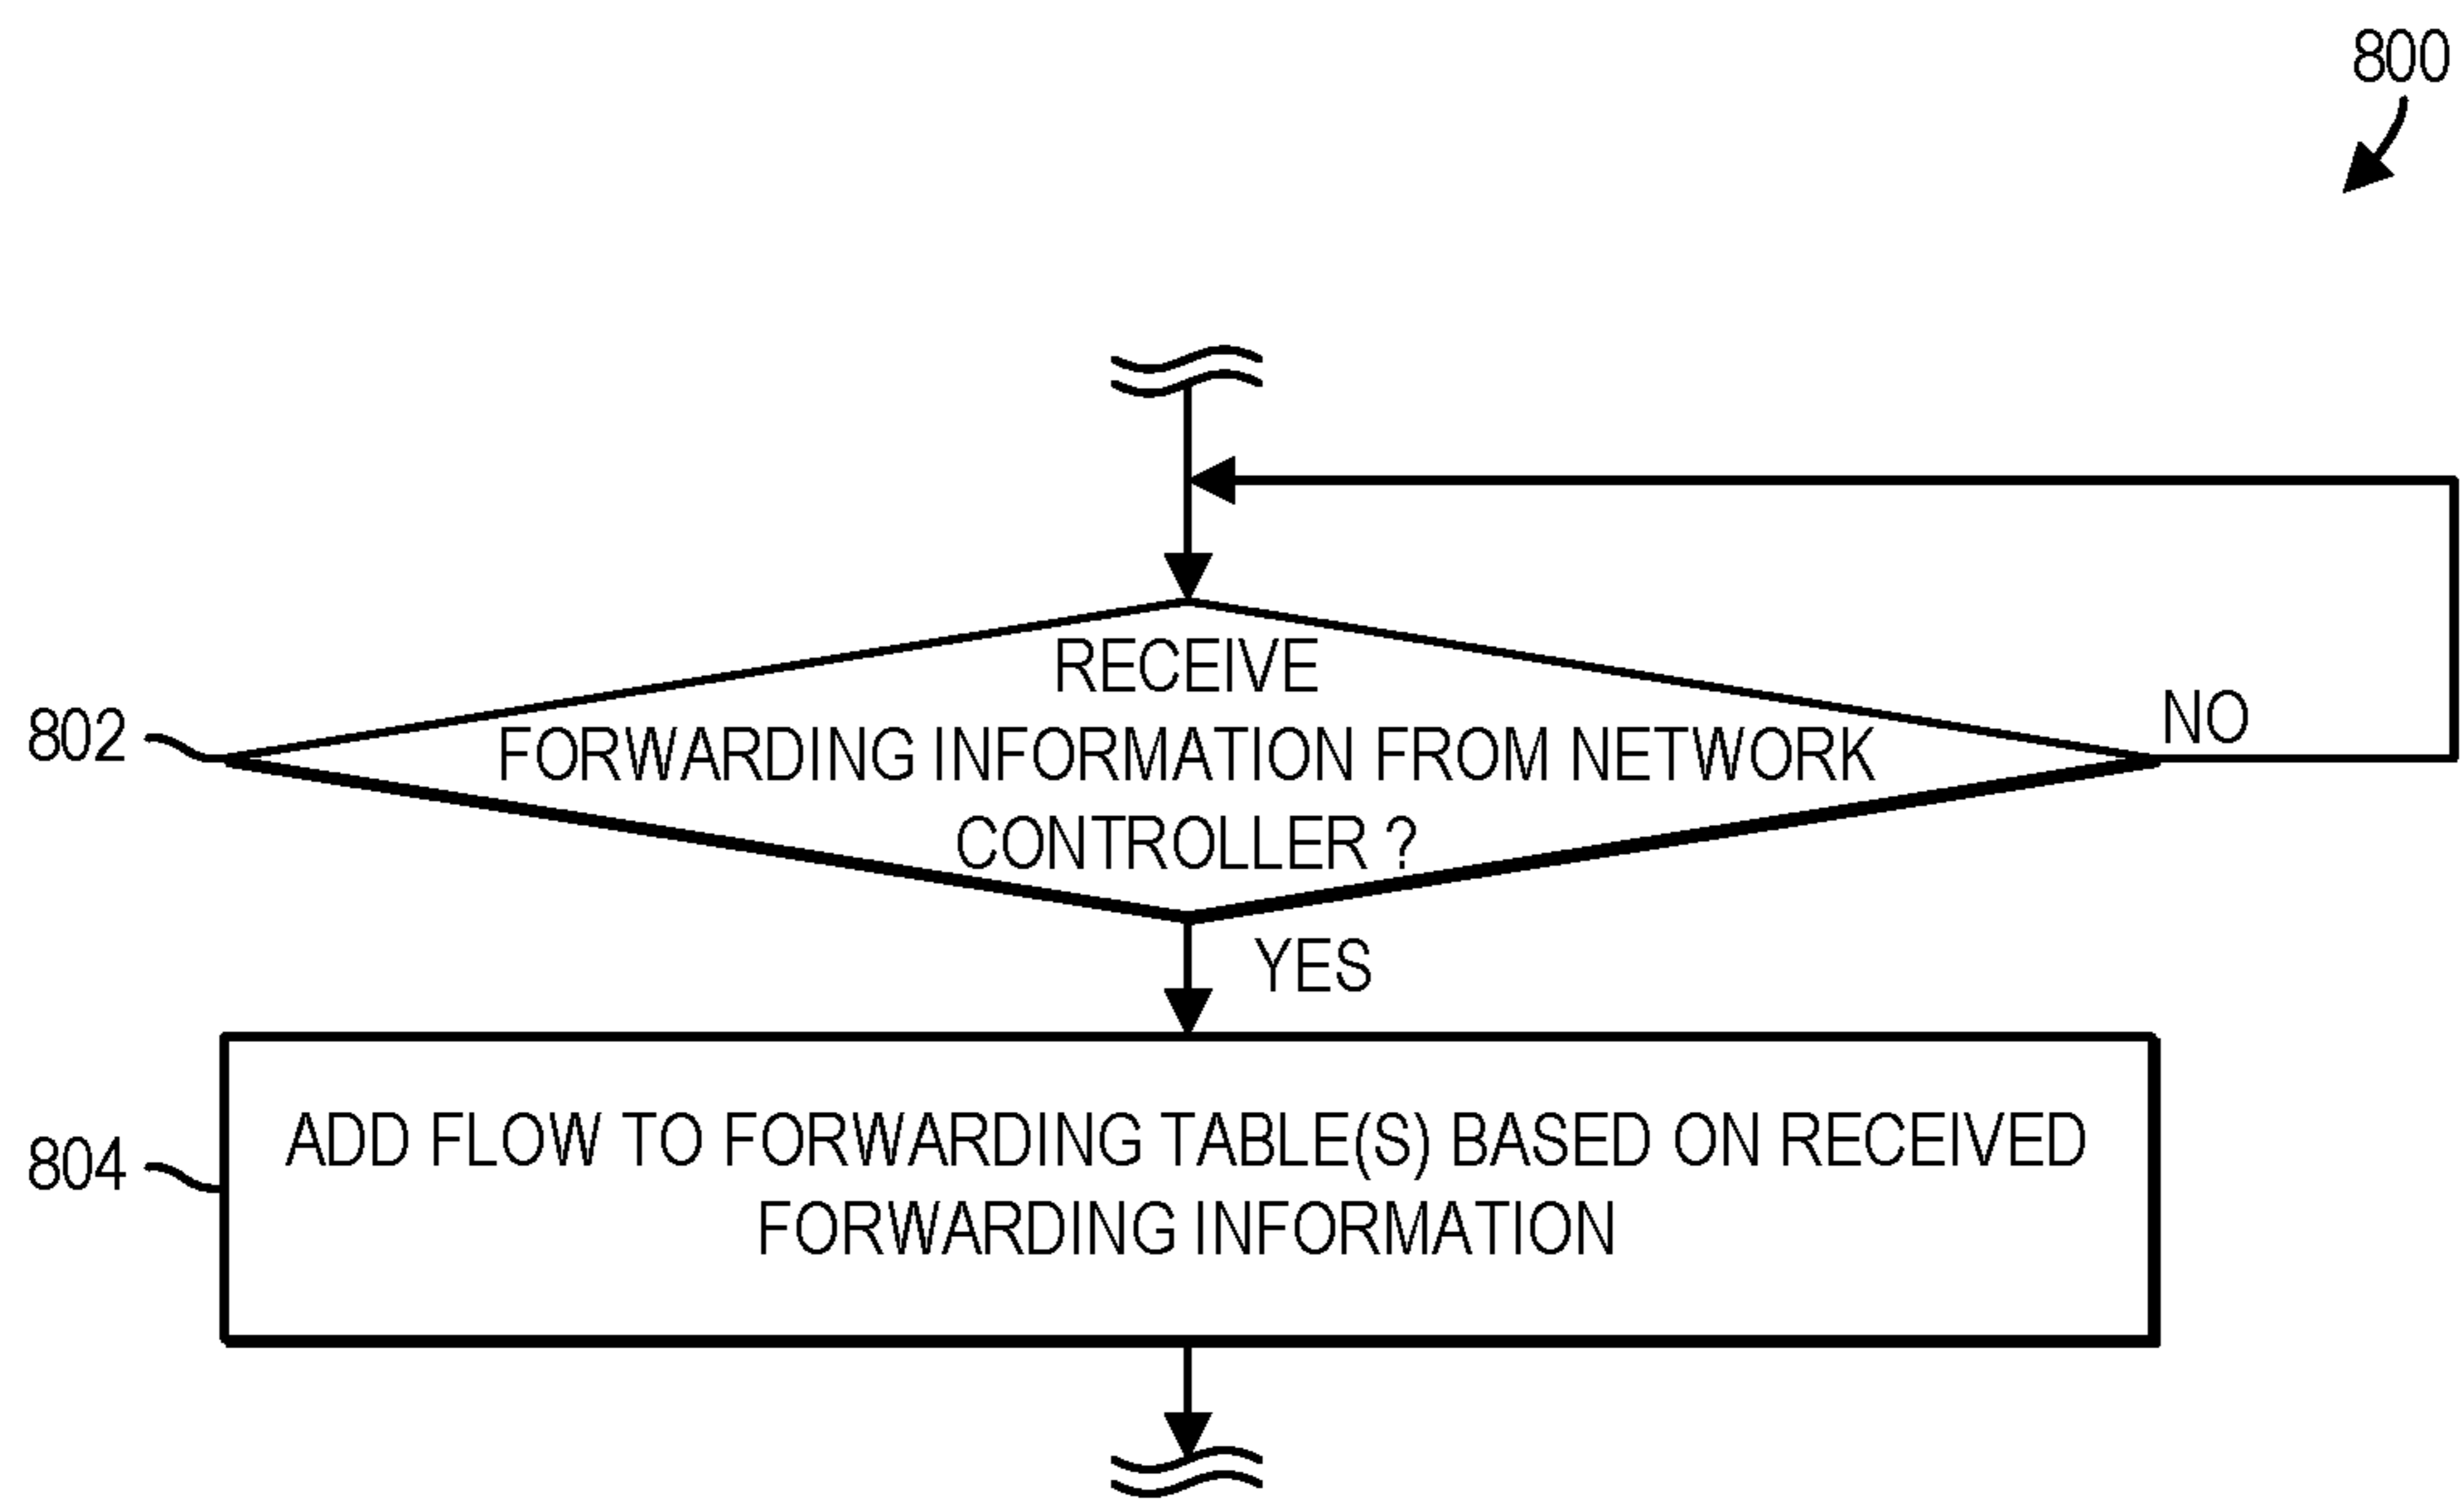 800
RECEIVE
802
FORWARDING INFORMATION FROM NETWORK
NO
CONTROLLER ?
YES
ADD FLOW TO FORWARDING TABLE(S) BASED ON RECEIVED
804
FORWARDING INFORMATION